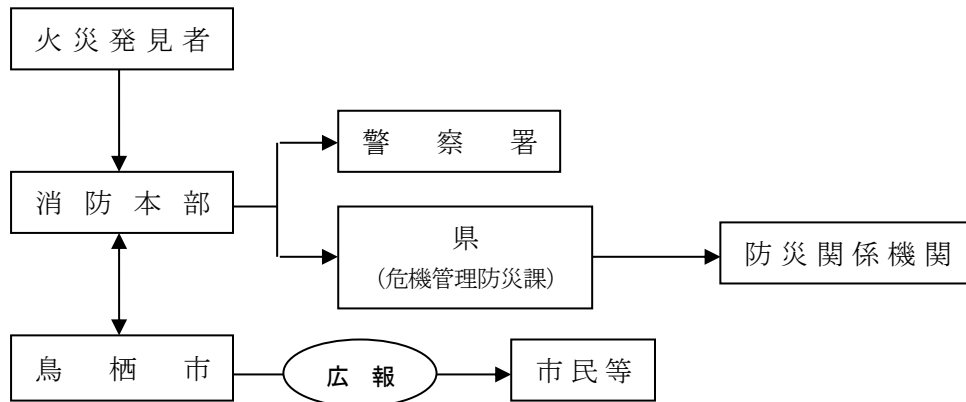 火災発見者
警察署
消防本部
県
(危機管理防災課)
防災関係機関
鳥栖市
広報
市民等